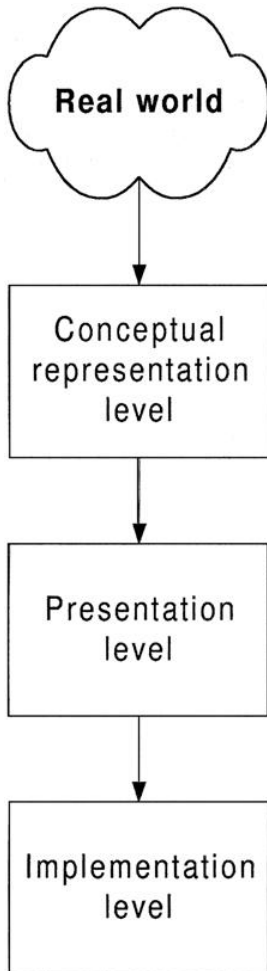 Real world
Conceptual
representation
level
Presentation
level
Implementation
level